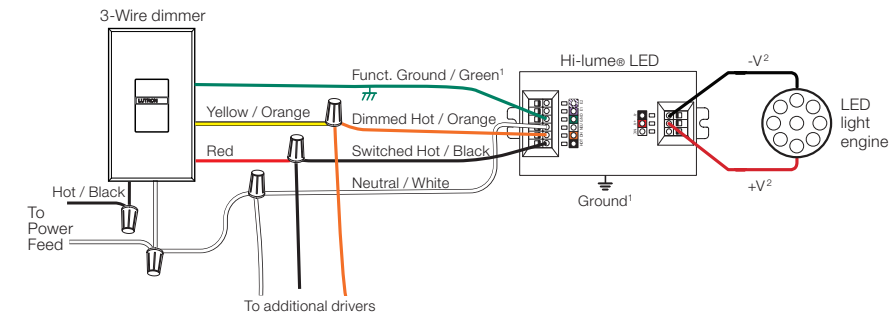 3-Wire dimmer
Hi-lume® LED
-V²
Funct. Ground / Green¹
LUTRON
Yellow / Orange
Dimmed Hot / Orange
LED
light
engine
Red
Switched Hot / Black
Hot / Black
Neutral / White
+V²
Ground¹
To
Power
Feed
To additional drivers